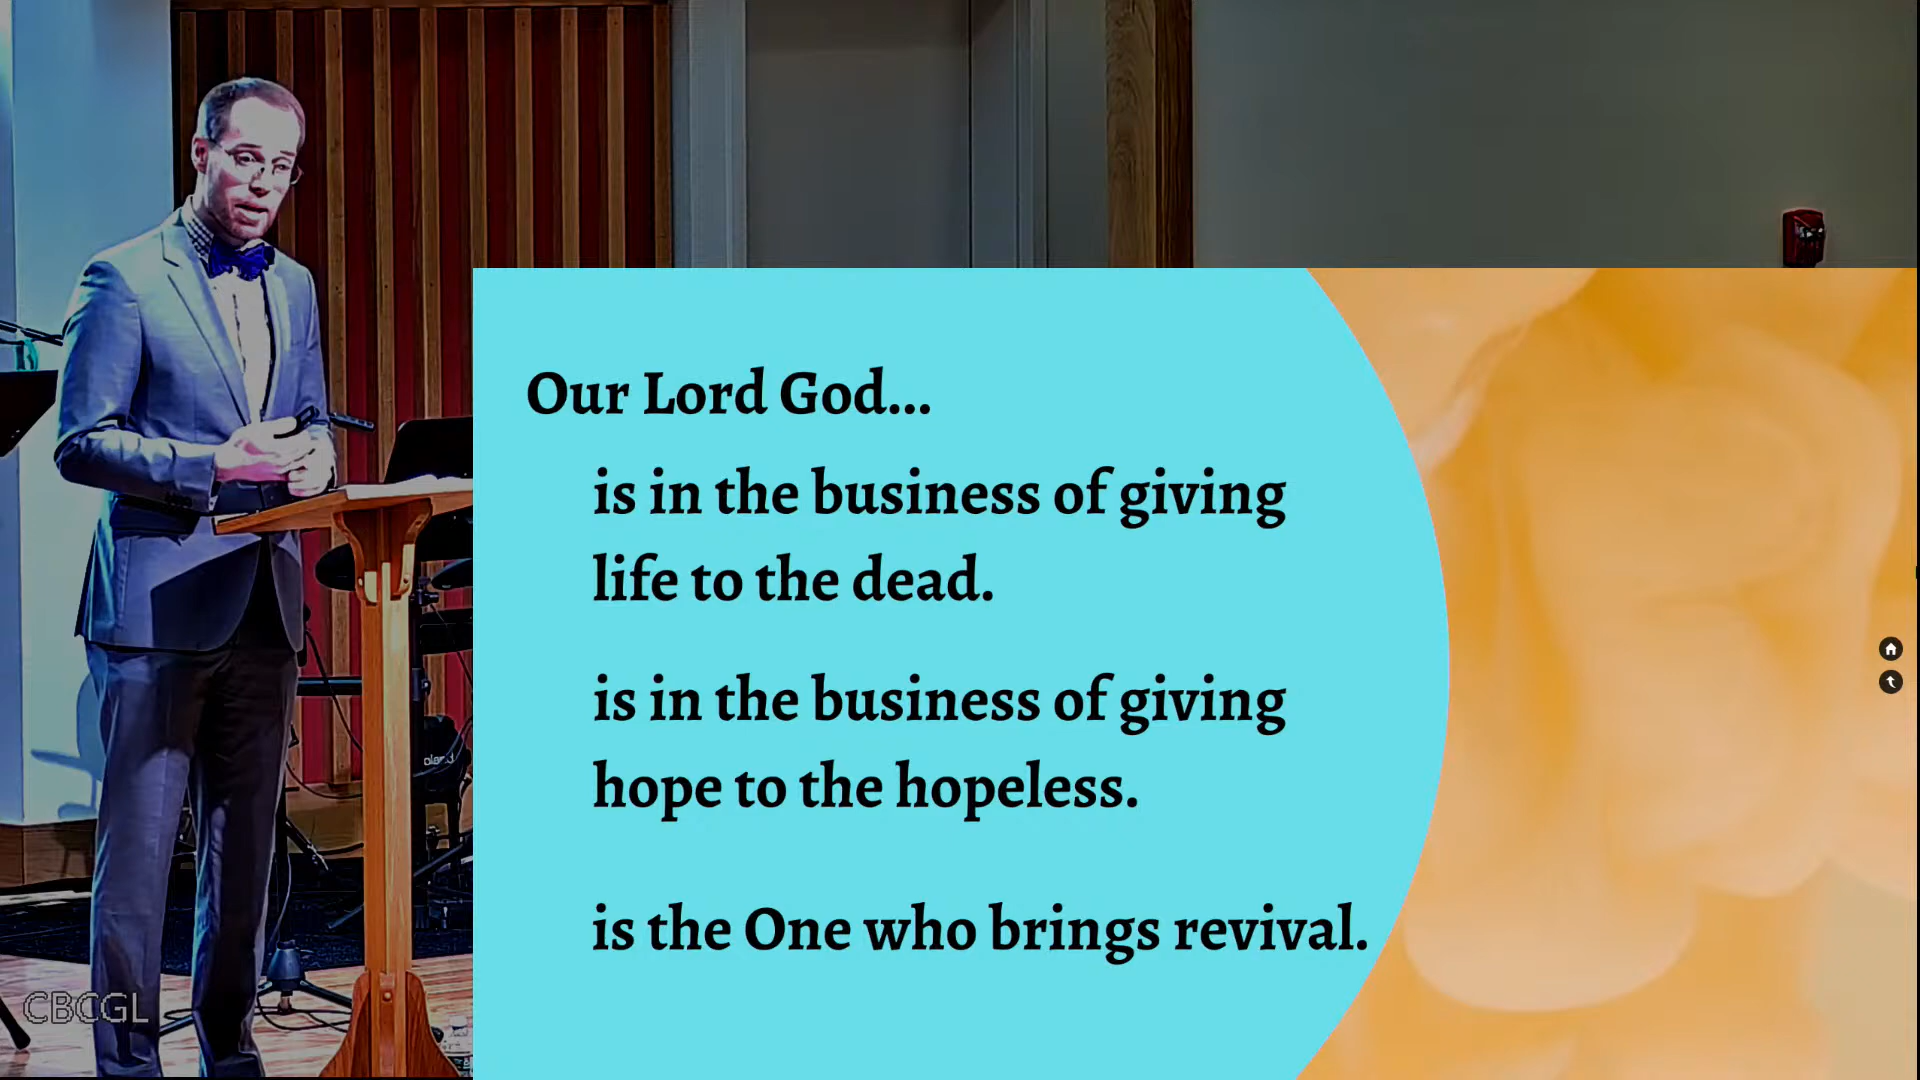 Our Lord God...
is in the business of giving
life to the dead.
is in the business of giving
hope to the hopeless.
is the One who brings revival.
oland
CBCGL